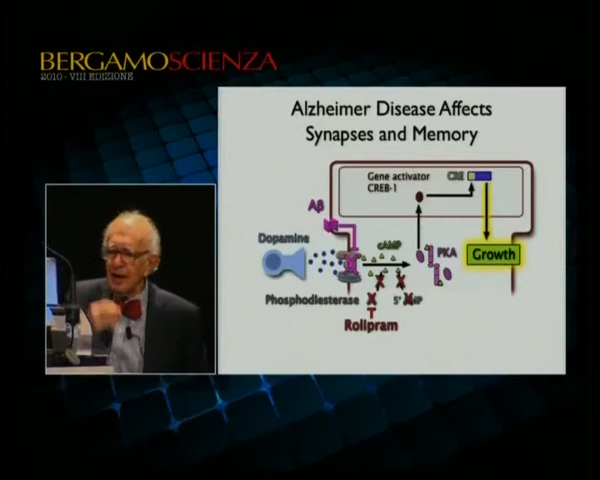 BERGAMOSCIENZA
2010 - VIII EDIZIONE
Alzheimer Disease Affects
Synapses and Memory
Gene activator
CREB-1
CRE
Aβ
Dopamine
cAMP
PKA
Growth
Phosphodiesterase
5'
Rolipram